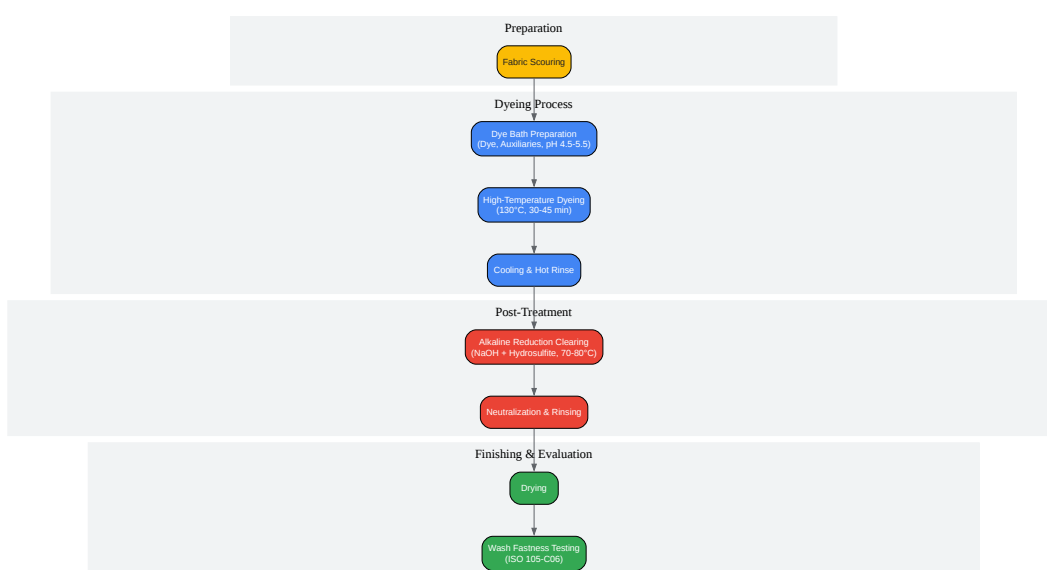 Preparation
Fabric Scouring
Dyeing Process
Dye Bath Preparation
(Dye, Auxiliaries, pH 4.5-5.5)
High-Temperature Dyeing
(130°C, 30-45 min)
Cooling & Hot Rinse
Post-Treatment
Alkaline Reduction Clearing
(NaOH + Hydrosulfite, 70-80°C)
Neutralization & Rinsing
Finishing & Evaluation
Drying
Wash Fastness Testing
(ISO 105-C06)